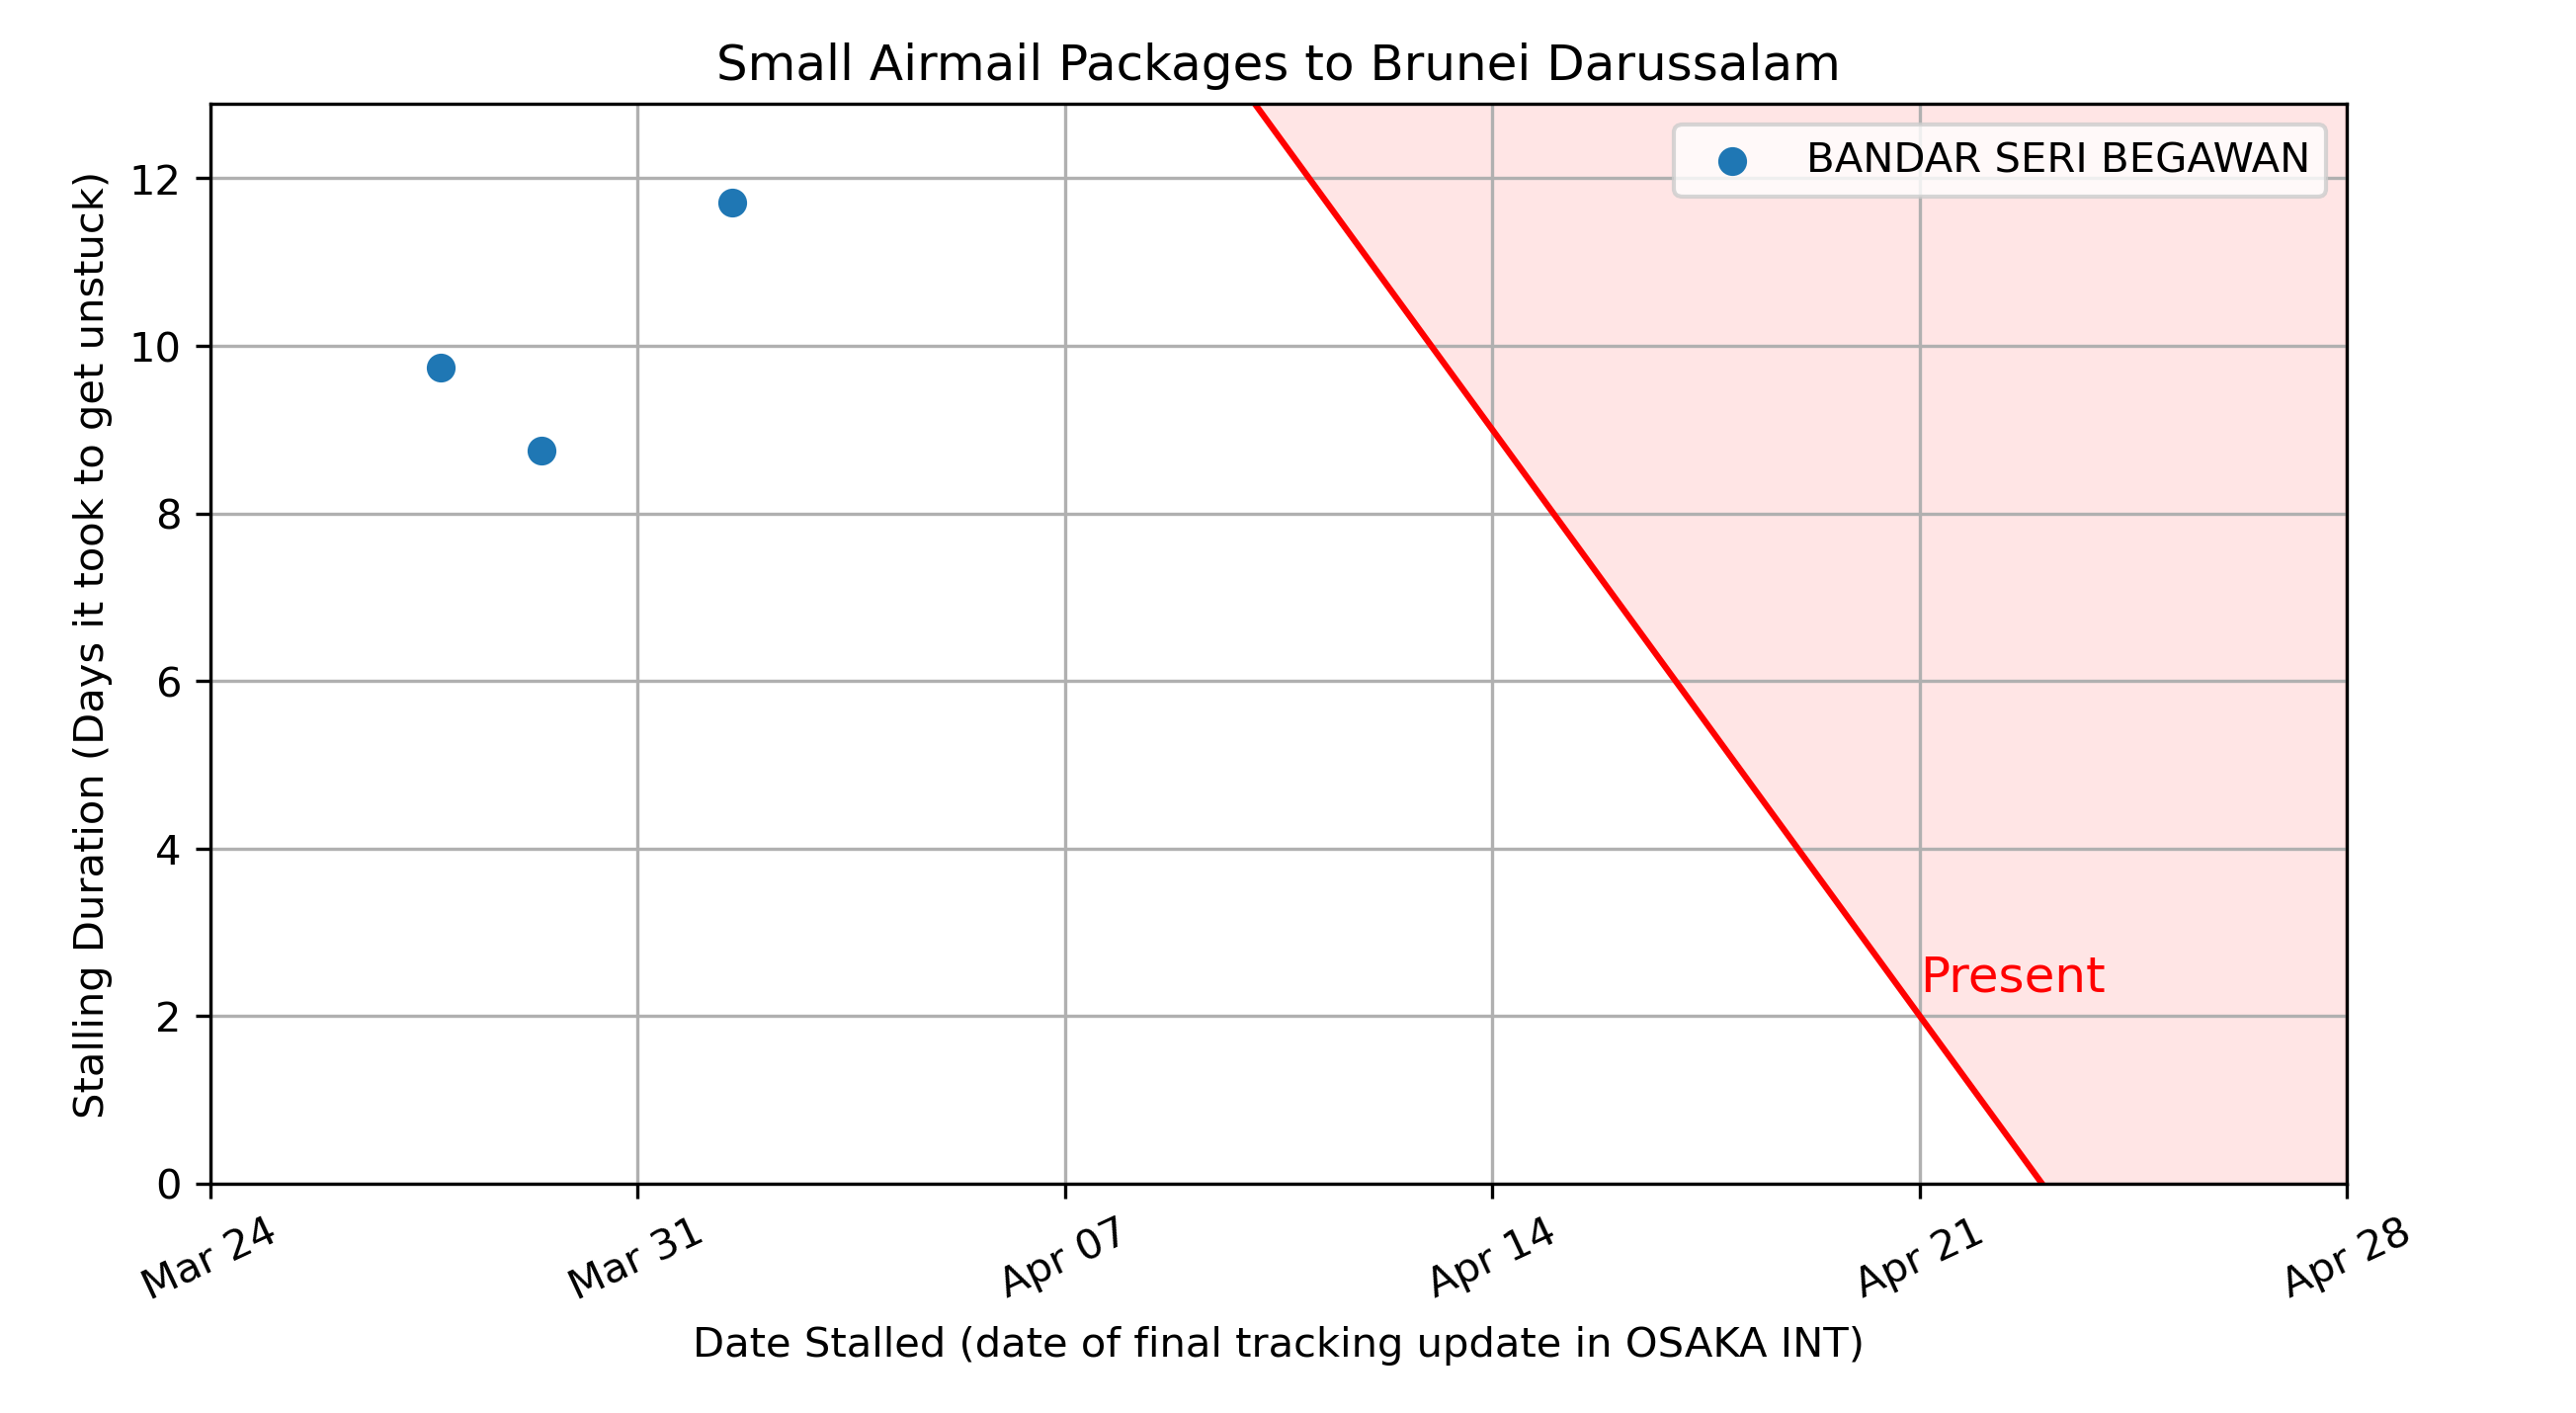 Small Airmail Packages to Brunei Darussalam
BANDAR SERI BEGAWAN
Stalling Duration (Days it took to get unstuck)
12
10
8
6
4
2
0
Present
Mar 24
Mar 31
Apr 07
Apr 14
Apr 21
Apr 28
Date Stalled (date of final tracking update in OSAKA INT)